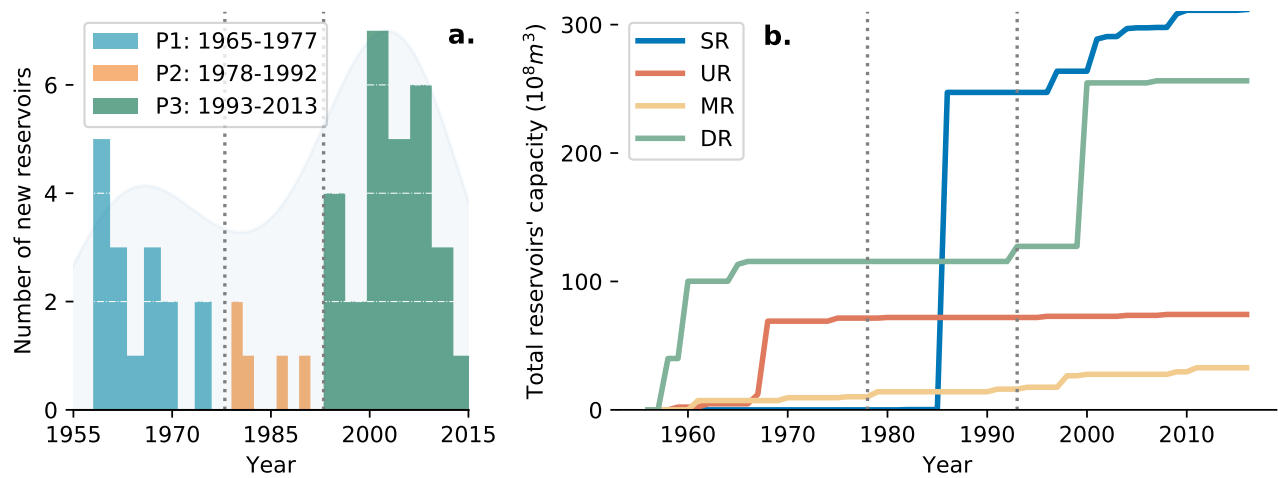 a.
P1: 1965-1977
P2: 1978-1992
P3: 1993-2013
Number of new reservoirs
6
4
2
0
1955 1970 1985 2000 2015
Year
b.
SR
UR
MR
DR
Total reservoirs' capacity (10⁸m³)
300
200
100
0
1960 1970 1980 1990 2000 2010
Year